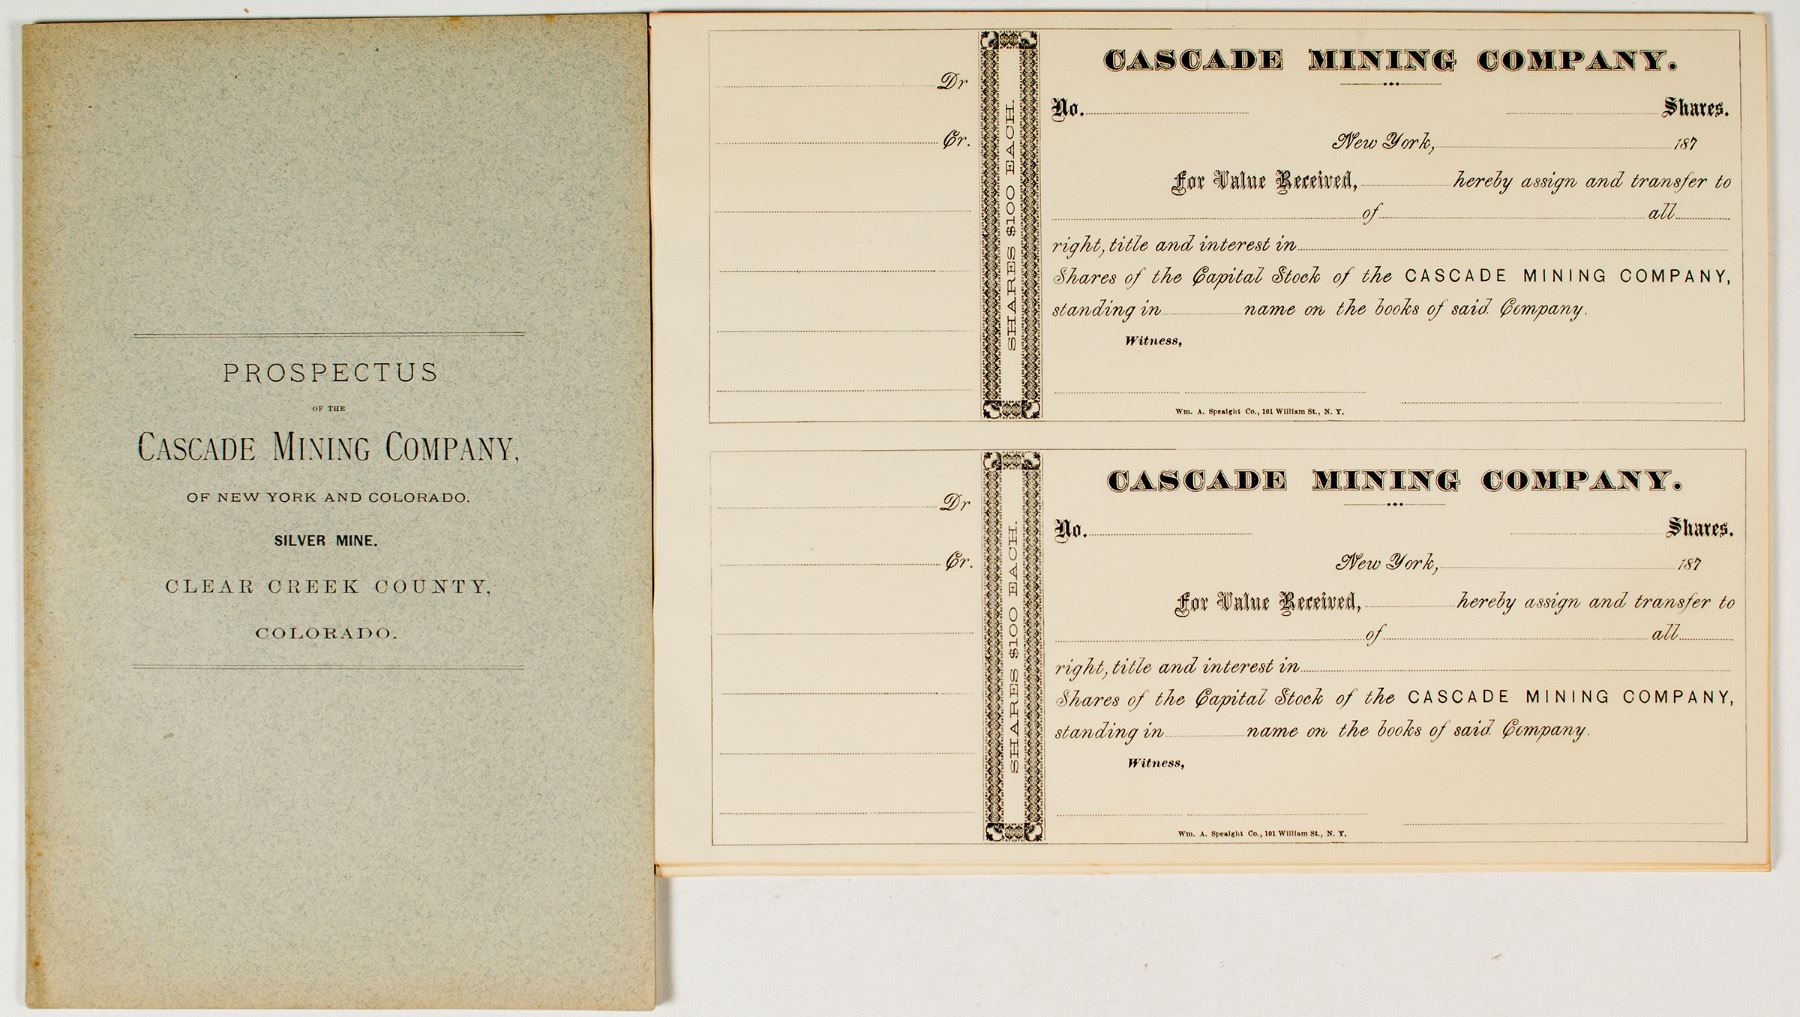 PROSPECTUS
OF THE
CASCADE MINING COMPANY,
OF NEW YORK AND COLORADO.
SILVER MINE.
CLEAR CREEK COUNTY,
COLORADO.
Dr
Cr.
SHARES $100 EACH.
CASCADE MINING COMPANY.
No. Shares.
New York, 187
For Value Received, hereby assign and transfer to
of all
right, title and interest in
Shares of the Capital Stock of the CASCADE MINING COMPANY,
standing in name on the books of said Company.
Witness,
Wm. A. Speaight Co., 101 William St., N. Y.
Dr
Cr.
SHARES $100 EACH.
CASCADE MINING COMPANY.
No. Shares.
New York, 187
For Value Received, hereby assign and transfer to
of all
right, title and interest in
Shares of the Capital Stock of the CASCADE MINING COMPANY,
standing in name on the books of said Company.
Witness,
Wm. A. Speaight Co., 101 William St., N. Y.